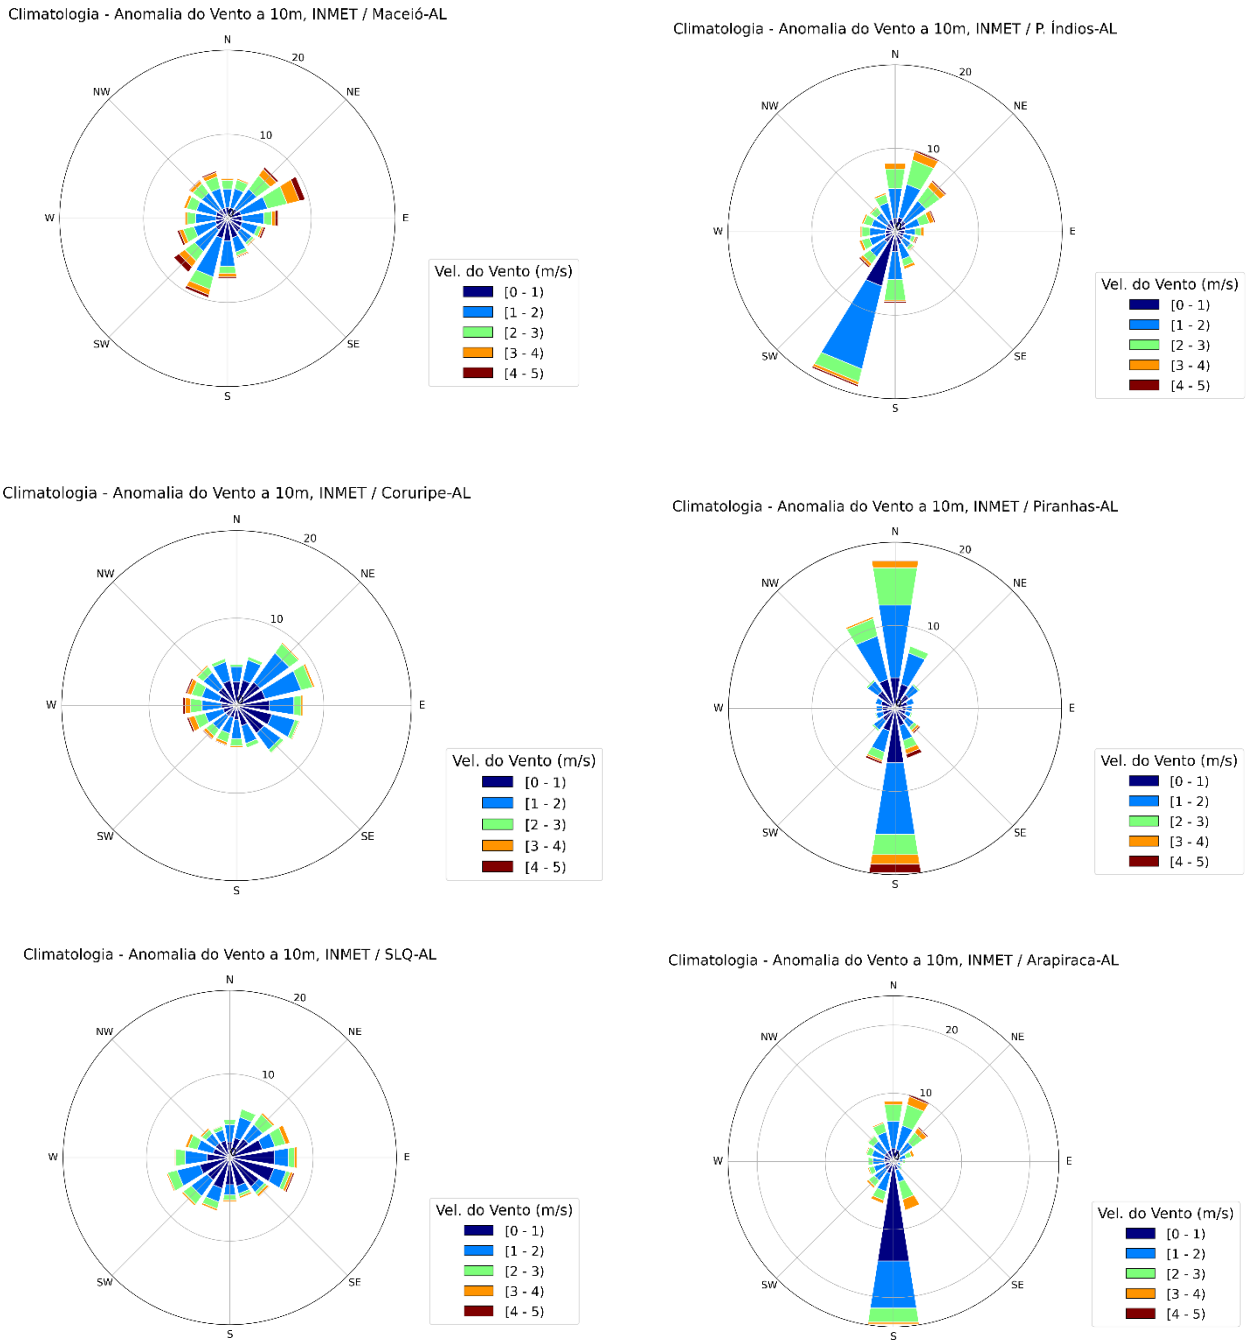 Climatologia - Anomalia do Vento a 10m, INMET / Maceió-AL
N
20
NW
NE
10
W
E
SW
SE
S
Vel. do Vento (m/s)
[0 - 1)
[1 - 2)
[2 - 3)
[3 - 4)
[4 - 5)
Climatologia - Anomalia do Vento a 10m, INMET / P. Índios-AL
N
20
NW
NE
10
W
E
SW
SE
S
Vel. do Vento (m/s)
[0 - 1)
[1 - 2)
[2 - 3)
[3 - 4)
[4 - 5)
Climatologia - Anomalia do Vento a 10m, INMET / Coruripe-AL
N
20
NW
NE
10
W
E
SW
SE
S
Vel. do Vento (m/s)
[0 - 1)
[1 - 2)
[2 - 3)
[3 - 4)
[4 - 5)
Climatologia - Anomalia do Vento a 10m, INMET / Piranhas-AL
N
20
NW
NE
10
W
E
SW
SE
S
Vel. do Vento (m/s)
[0 - 1)
[1 - 2)
[2 - 3)
[3 - 4)
[4 - 5)
Climatologia - Anomalia do Vento a 10m, INMET / SLQ-AL
N
20
NW
NE
10
W
E
SW
SE
S
Vel. do Vento (m/s)
[0 - 1)
[1 - 2)
[2 - 3)
[3 - 4)
[4 - 5)
Climatologia - Anomalia do Vento a 10m, INMET / Arapiraca-AL
N
20
NW
NE
10
W
E
SW
SE
S
Vel. do Vento (m/s)
[0 - 1)
[1 - 2)
[2 - 3)
[3 - 4)
[4 - 5)